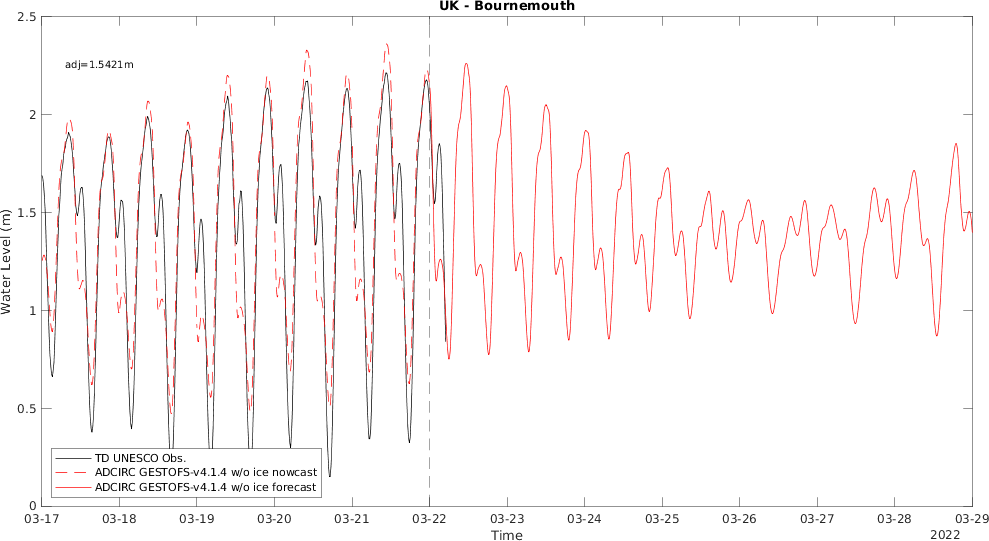 UK - Bournemouth
2.5
2
1.5
1
0.5
0
Water Level (m)
adj=1.5421m
TD UNESCO Obs.
ADCIRC GESTOFS-v4.1.4 w/o ice nowcast
ADCIRC GESTOFS-v4.1.4 w/o ice forecast
03-17 03-18 03-19 03-20 03-21 03-22 03-23 03-24 03-25 03-26 03-27 03-28 03-29
Time
2022